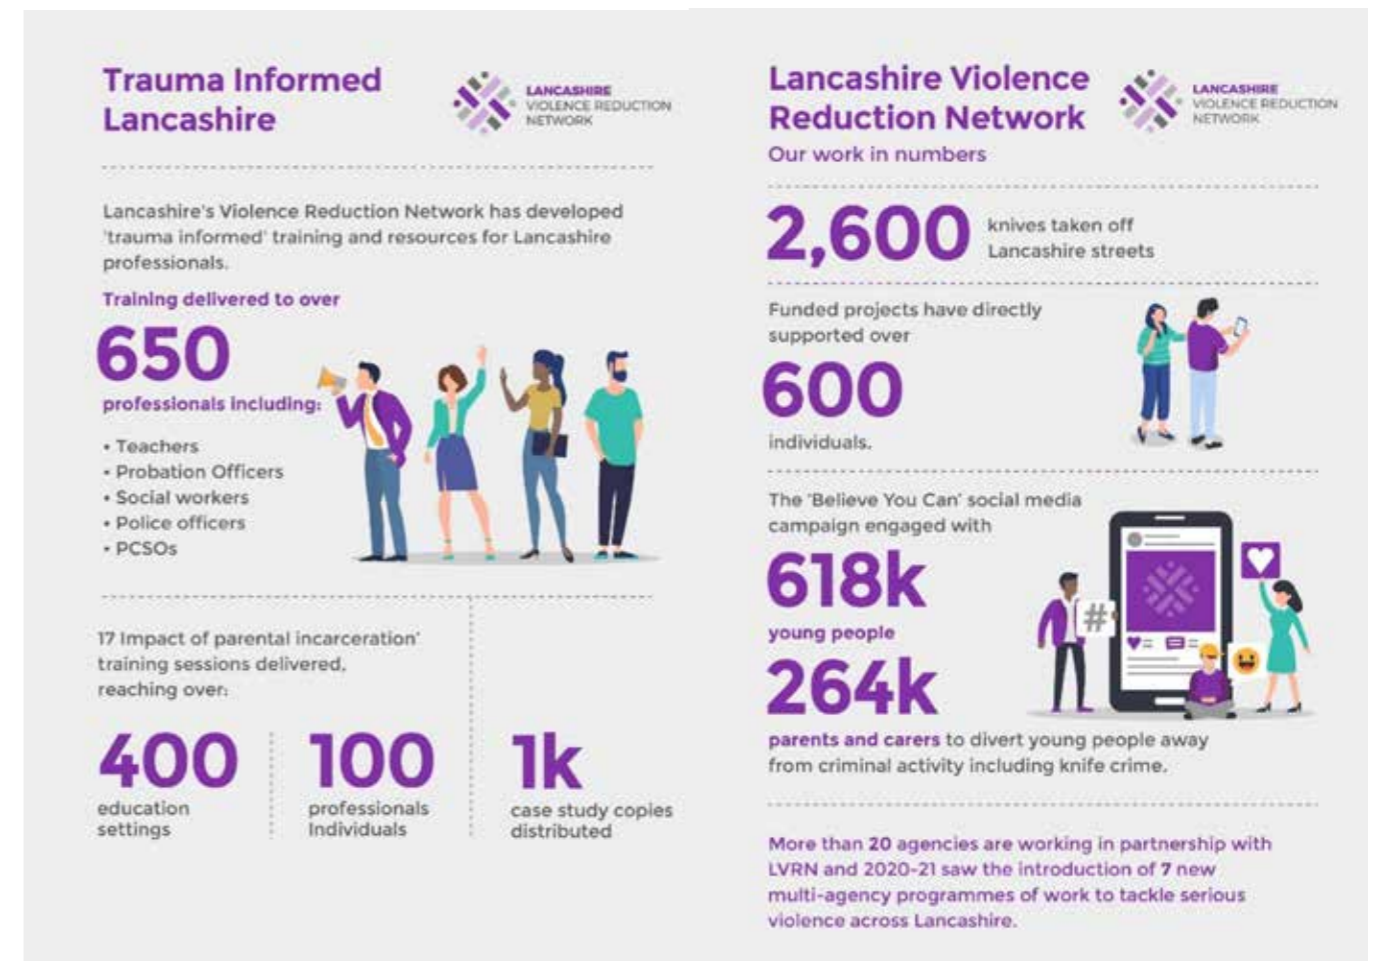 Trauma Informed
Lancashire
LANCASHIRE
VIOLENCE REDUCTION
NETWORK
Lancashire's Violence Reduction Network has developed
'trauma informed' training and resources for Lancashire
professionals.
Training delivered to over
650
professionals including:
• Teachers
• Probation Officers
• Social workers
• Police officers
• PCSOs
17 Impact of parental incarceration'
training sessions delivered,
reaching over:
400
education
settings
100
professionals
Individuals
1k
case study copies
distributed
Lancashire Violence
Reduction Network
LANCASHIRE
VIOLENCE REDUCTION
NETWORK
Our work in numbers
2,600
knives taken off
Lancashire streets
Funded projects have directly
supported over
600
individuals.
The 'Believe You Can' social media
campaign engaged with
618k
young people
264k
parents and carers to divert young people away
from criminal activity including knife crime.
#
More than 20 agencies are working in partnership with
LVRN and 2020-21 saw the introduction of 7 new
multi-agency programmes of work to tackle serious
violence across Lancashire.